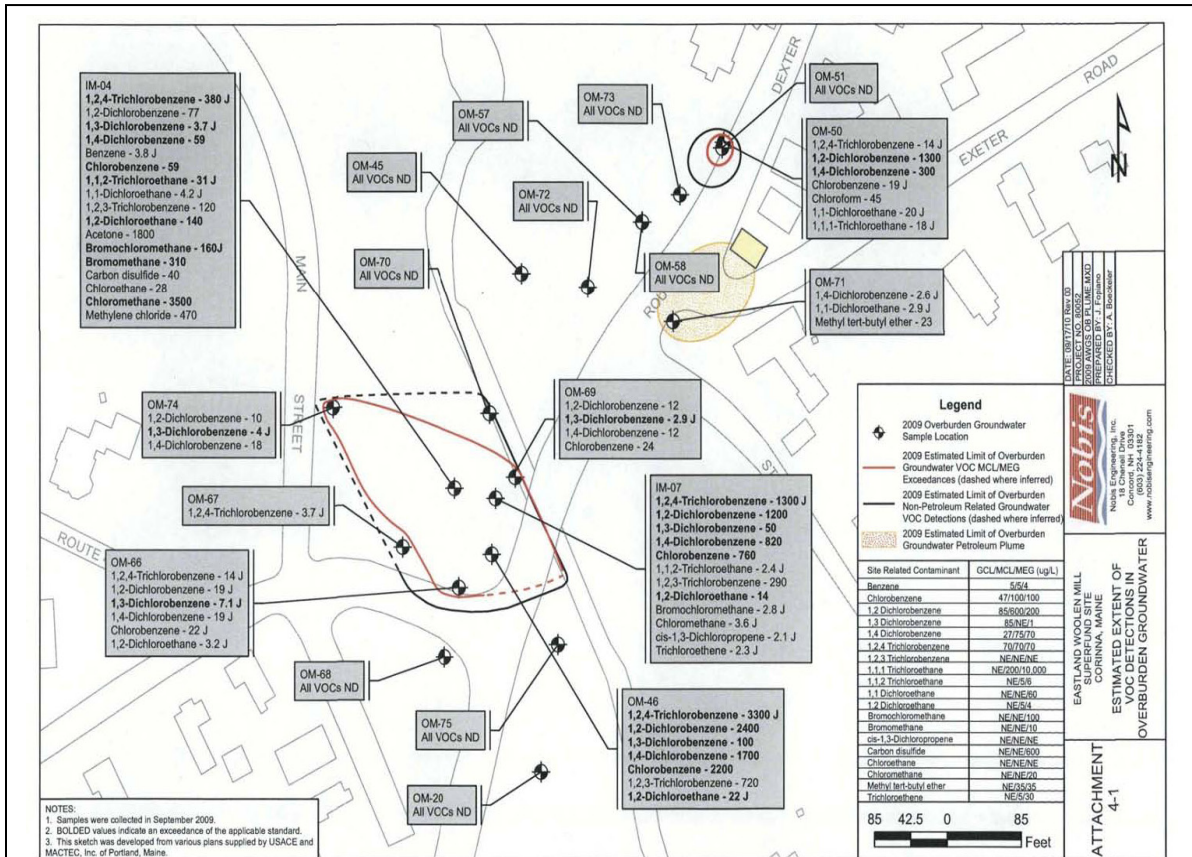 IM-04
1,2,4-Trichlorobenzene - 380 J
1,2-Dichlorobenzene - 77
1,3-Dichlorobenzene - 3.7 J
1,4-Dichlorobenzene - 59
Benzene - 3.8 J
Chlorobenzene - 59
1,1,2-Trichloroethane - 31 J
1,1-Dichloroethane - 4.2 J
1,2,3-Trichlorobenzene - 120
1,2-Dichloroethane - 140
Acetone - 1800
Bromochloromethane - 160J
Bromomethane - 310
Carbon disulfide - 40
Chloroethane - 28
Chloromethane - 3500
Methylene chloride - 470
OM-57
All VOCs ND
OM-73
All VOCs ND
OM-51
All VOCs ND
OM-45
All VOCs ND
OM-72
All VOCs ND
OM-50
1,2,4-Trichlorobenzene - 14 J
1,2-Dichlorobenzene - 1300
1,4-Dichlorobenzene - 300
Chlorobenzene - 19 J
Chloroform - 45
1,1-Dichloroethane - 20 J
1,1,1-Trichloroethane - 18 J
DEXTER
EXETER
ROAD
N
MAIN
STREET
OM-70
All VOCs ND
OM-58
All VOCs ND
OM-71
1,4-Dichlorobenzene - 2.6 J
1,1-Dichloroethane - 2.9 J
Methyl tert-butyl ether - 23
OM-74
1,2-Dichlorobenzene - 10
1,3-Dichlorobenzene - 4 J
1,4-Dichlorobenzene - 18
OM-69
1,2-Dichlorobenzene - 12
1,3-Dichlorobenzene - 2.9 J
1,4-Dichlorobenzene - 12
Chlorobenzene - 24
OM-67
1,2,4-Trichlorobenzene - 3.7 J
IM-07
1,2,4-Trichlorobenzene - 1300 J
1,2-Dichlorobenzene - 1200
1,3-Dichlorobenzene - 50
1,4-Dichlorobenzene - 820
Chlorobenzene - 760
1,1,2-Trichloroethane - 2.4 J
1,2,3-Trichlorobenzene - 290
1,2-Dichloroethane - 14
Bromochloromethane - 2.8 J
Chloromethane - 3.6 J
cis-1,3-Dichloropropene - 2.1 J
Trichloroethene - 2.3 J
ROUTE
OM-66
1,2,4-Trichlorobenzene - 14 J
1,2-Dichlorobenzene - 19 J
1,3-Dichlorobenzene - 7.1 J
1,4-Dichlorobenzene - 19 J
Chlorobenzene - 22 J
1,2-Dichloroethane - 3.2 J
OM-68
All VOCs ND
OM-75
All VOCs ND
OM-20
All VOCs ND
OM-46
1,2,4-Trichlorobenzene - 3300 J
1,2-Dichlorobenzene - 2400
1,3-Dichlorobenzene - 100
1,4-Dichlorobenzene - 1700
Chlorobenzene - 2200
1,2,3-Trichlorobenzene - 720
1,2-Dichloroethane - 22 J
NOTES:
1. Samples were collected in September 2009.
2. BOLDED values indicate an exceedance of the applicable standard.
3. This sketch was developed from various plans supplied by USACE and
MACTEC, Inc. of Portland, Maine.
Legend
2009 Overburden Groundwater
Sample Location
2009 Estimated Limit of Overburden
Groundwater VOC MCL/MEG
Exceedances (dashed where inferred)
2009 Estimated Limit of Overburden
Non-Petroleum Related Groundwater
VOC Detections (dashed where inferred)
2009 Estimated Limit of Overburden
Groundwater Petroleum Plume
Site Related Contaminant GCL/MCL/MEG (ug/L)
Benzene 5/5/4
Chlorobenzene 47/100/100
1,2 Dichlorobenzene 85/600/200
1,3 Dichlorobenzene 85/NE/1
1,4 Dichlorobenzene 27/75/70
1,2,4 Trichlorobenzene 70/70/70
1,2,3 Trichlorobenzene NE/NE/NE
1,1,1 Trichloroethane NE/200/10,000
1,1,2 Trichloroethane NE/5/6
1,1 Dichloroethane NE/NE/60
1,2 Dichloroethane NE/5/4
Bromochloromethane NE/NE/100
Bromomethane NE/NE/10
cis-1,3-Dichloropropene NE/NE/NE
Carbon disulfide NE/NE/600
Chloroethane NE/NE/NE
Chloromethane NE/NE/20
Methyl tert-butyl ether NE/35/35
Trichloroethene NE/5/30
85 42.5 0 85
Feet
DATE: 09/17/10 Rev 00
PROJECT NO. 80052
2009 AWGS OB PLUME.MXD
PREPARED BY: J. Fopiano
CHECKED BY: A. Boeckeler
Nobis
Nobis Engineering, Inc.
18 Chenell Drive
Concord, NH 03301
(603) 224-4182
www.nobisengineering.com
EASTLAND WOOLEN MILL
SUPERFUND SITE
CORINNA, MAINE
ESTIMATED EXTENT OF
VOC DETECTIONS IN
OVERBURDEN GROUNDWATER
ATTACHMENT
4-1